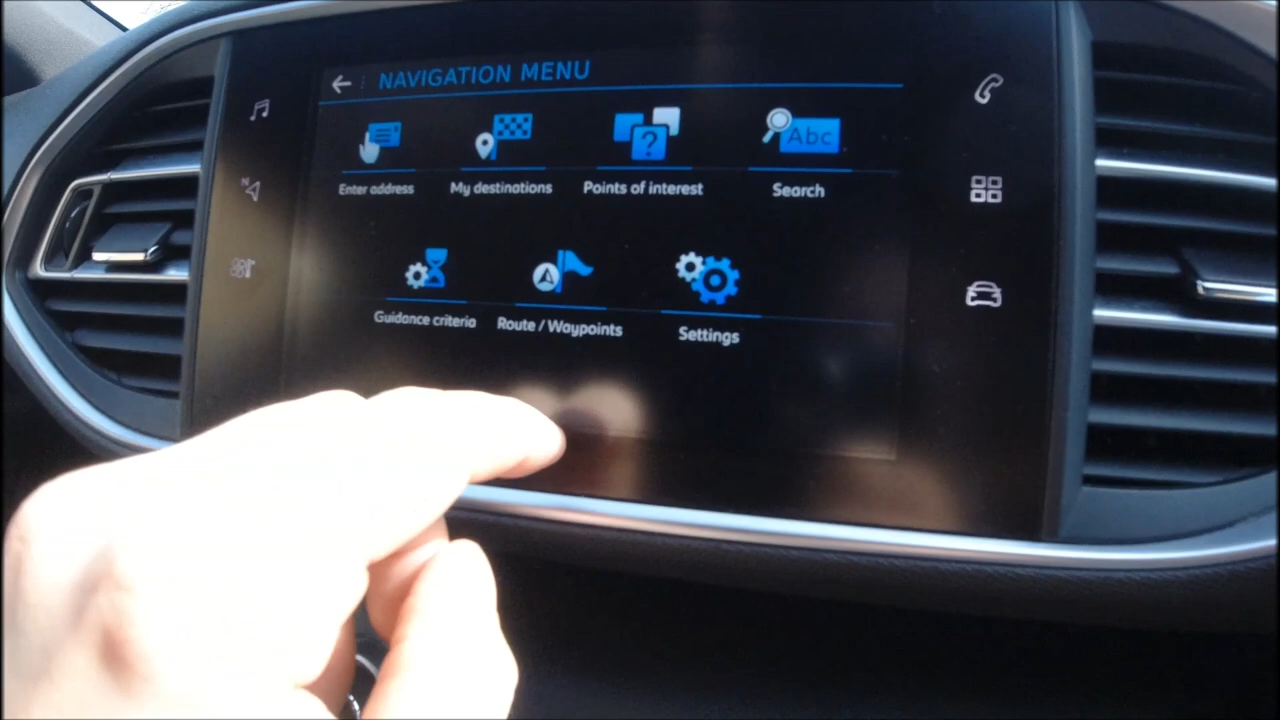 NAVIGATION MENU
Abc
Enter address
My destinations
Points of interest
Search
Guidance criteria
Route / Waypoints
Settings
N